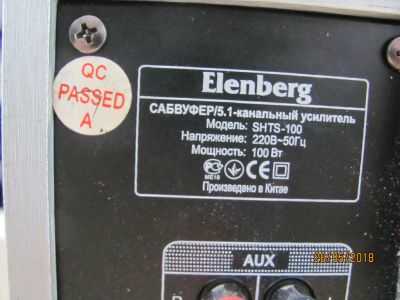 QC
PASSED
A
Elenberg
САБВУФЕР/5.1-канальный усилитель
Модель: SHTS-100
Напряжение: 220В~50Гц
Мощность: 100 Вт
МЕ10
Произведено в Китае
AUX
R
26/05/2018